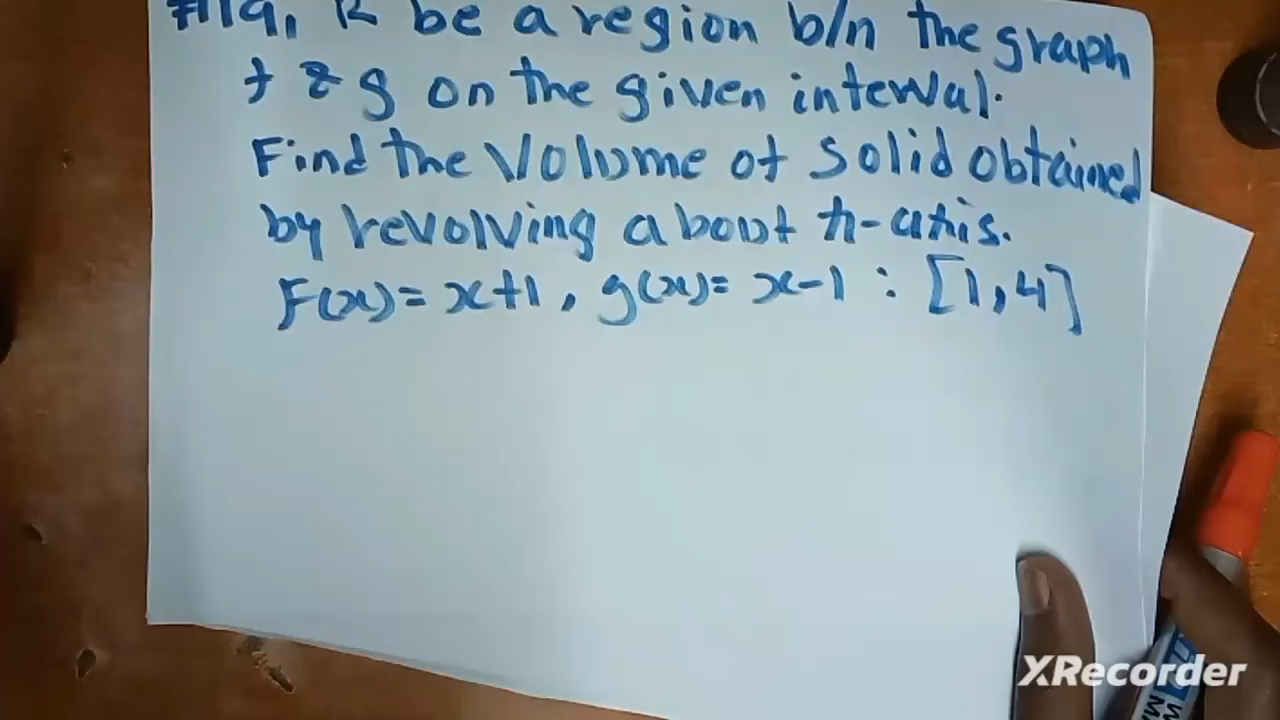 R be a region b/n the graph
f & g on the given interval.
Find the Volume of solid obtained
by revolving about x-axis.
F(x)= x+1 , g(x)= x-1 : [1,4]
XRecorder